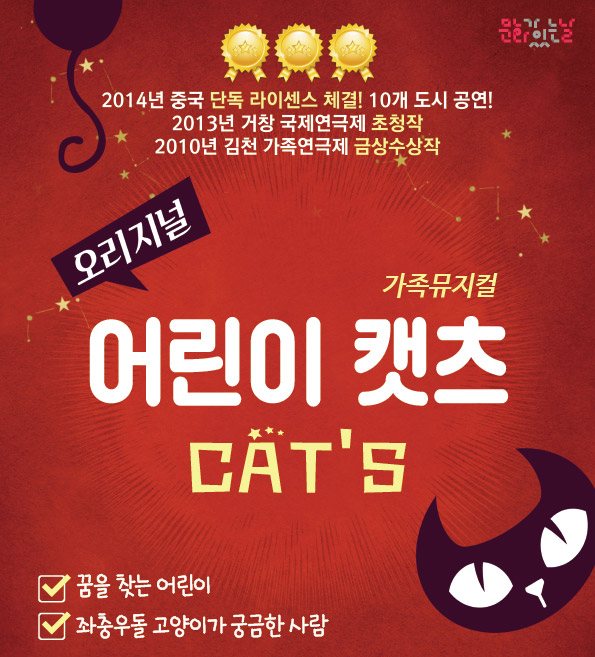 문화가 있는 날
2014년 중국 단독 라이센스 체결! 10개 도시 공연!
2013년 거창 국제연극제 초청작
2010년 김천 가족연극제 금상수상작
오리지널
가족뮤지컬
어린이 캣츠
CAT'S
꿈을 찾는 어린이
좌충우돌 고양이가 궁금한 사람